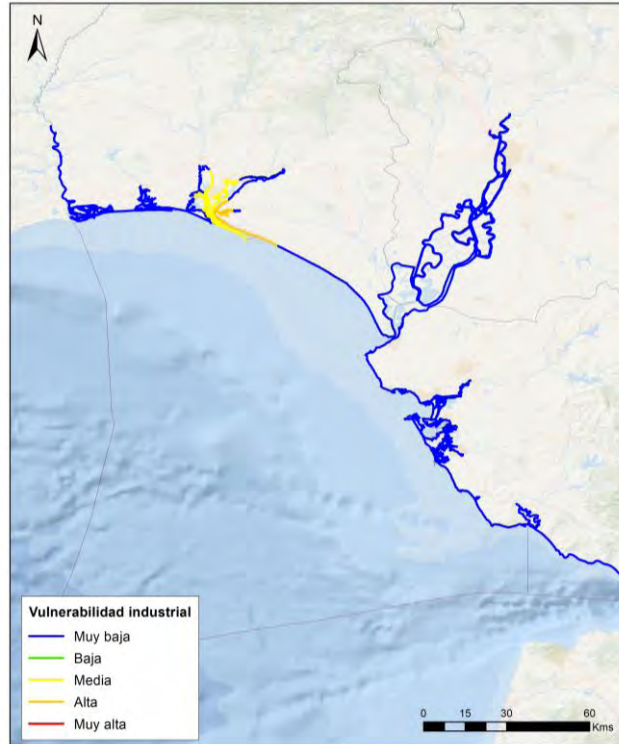 N
Vulnerabilidad industrial
Muy baja
Baja
Media
Alta
Muy alta
0 15 30 60
Kms